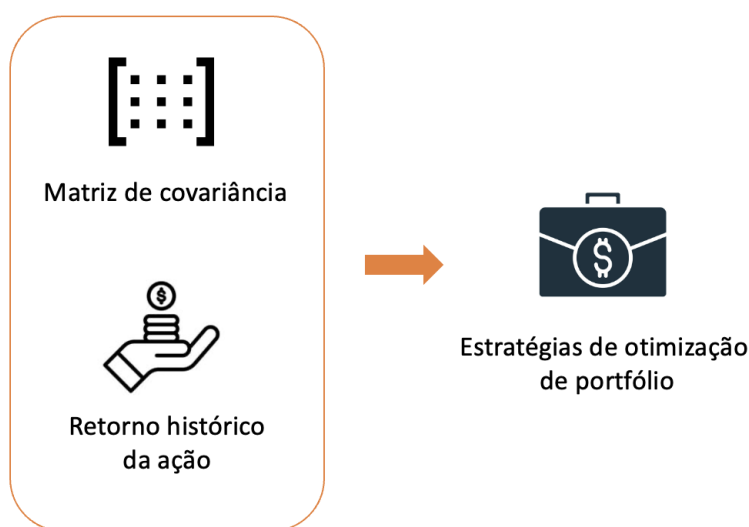 Matriz de covariância
$
Retorno histórico
da ação
$
Estratégias de otimização
de portfólio